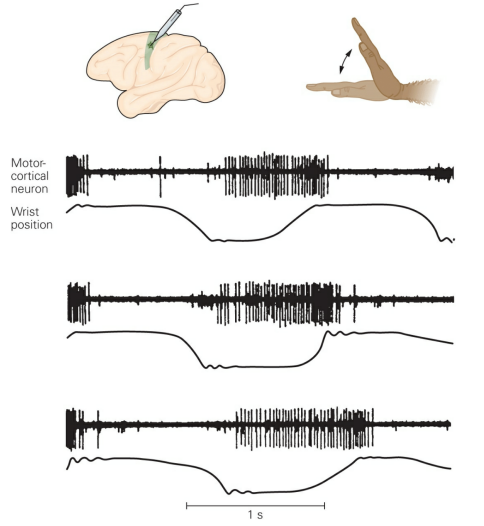 Motor-
cortical
neuron
Wrist
position
1 s